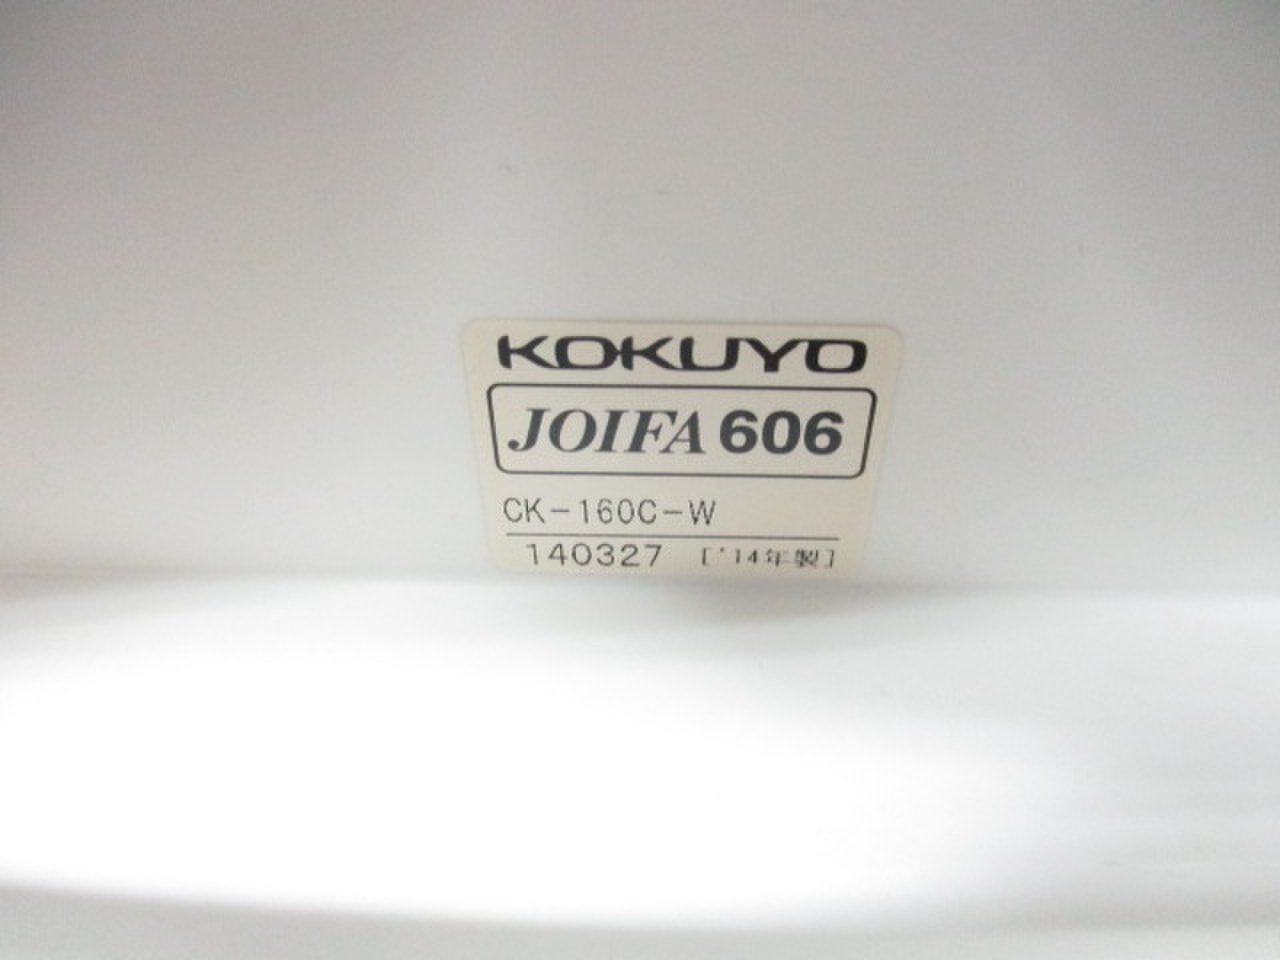 KOKUYO
JOIFA 606
CK-160C-W
140327 ['14年製]